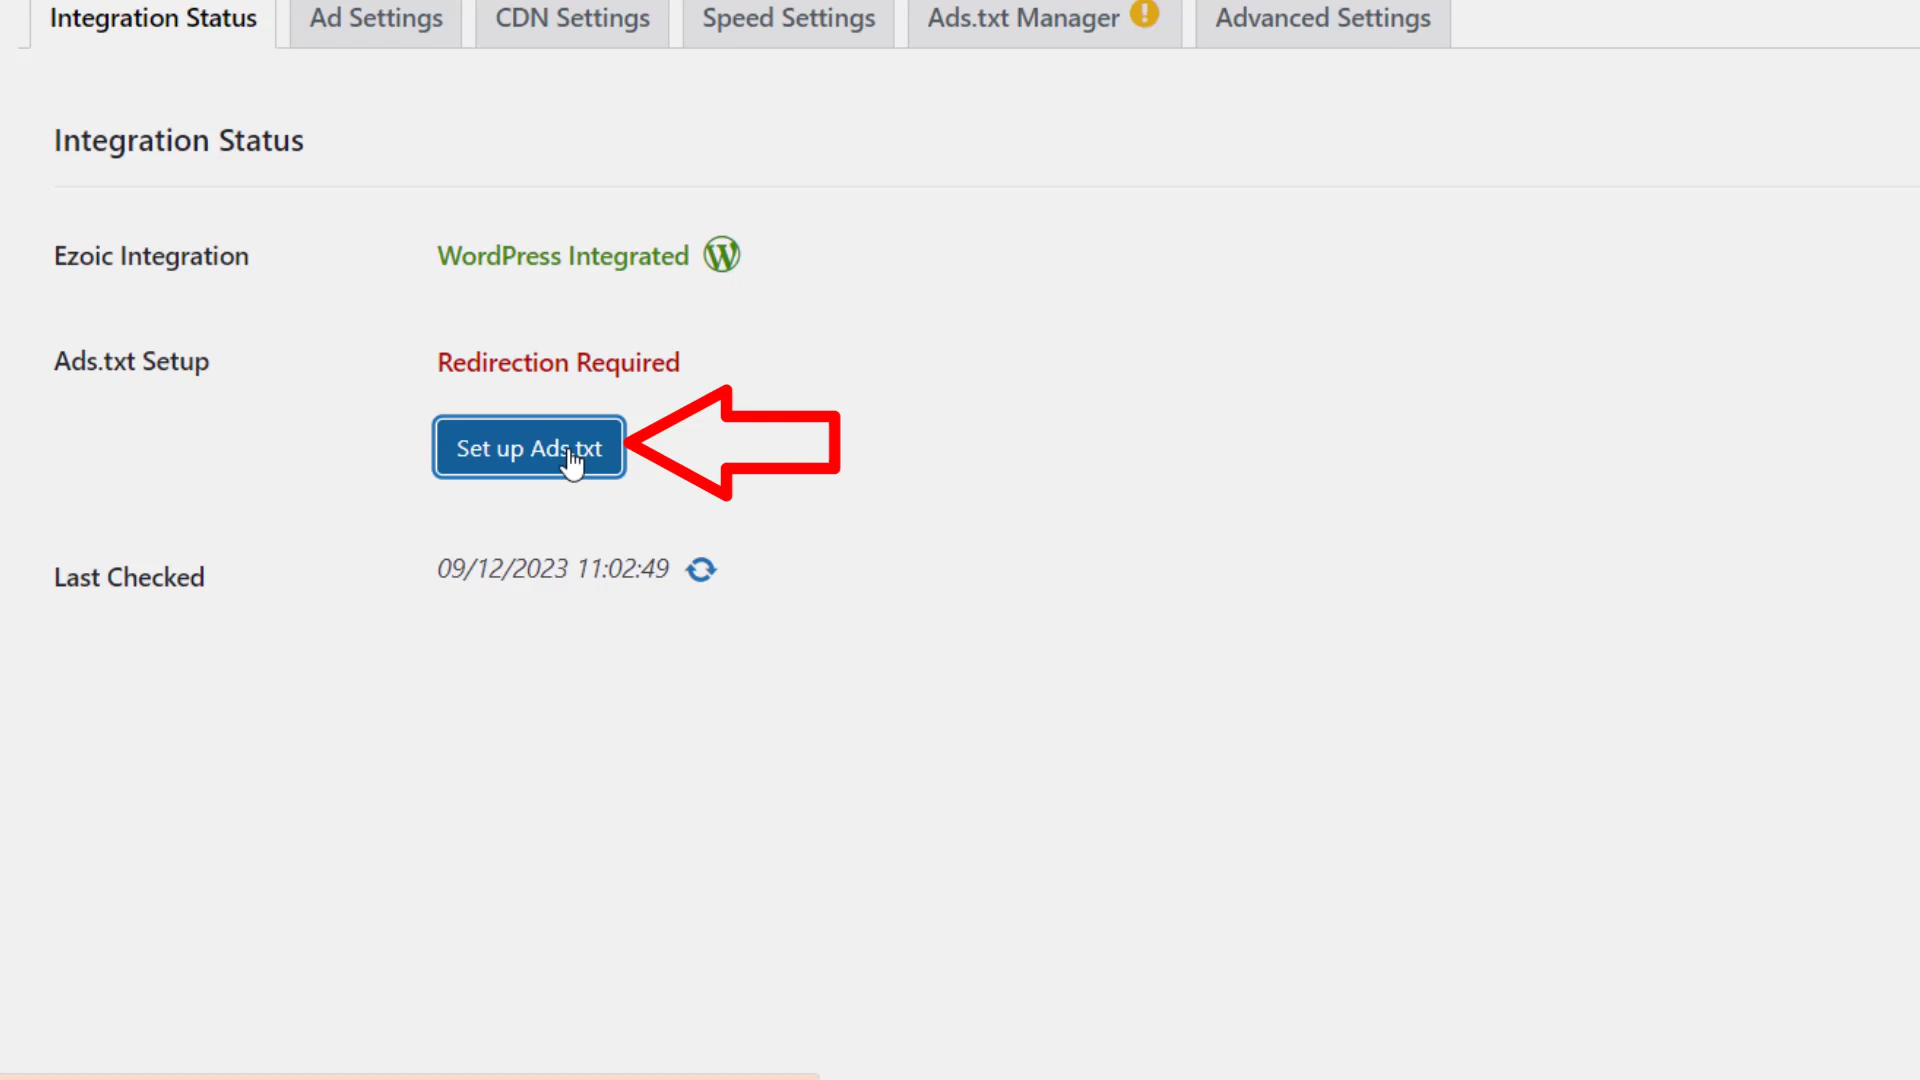 Integration Status
Ad Settings
CDN Settings
Speed Settings
Ads.txt Manager
Advanced Settings
Integration Status
Ezoic Integration
WordPress Integrated
Ads.txt Setup
Redirection Required
Set up Ads.txt
Last Checked
09/12/2023 11:02:49